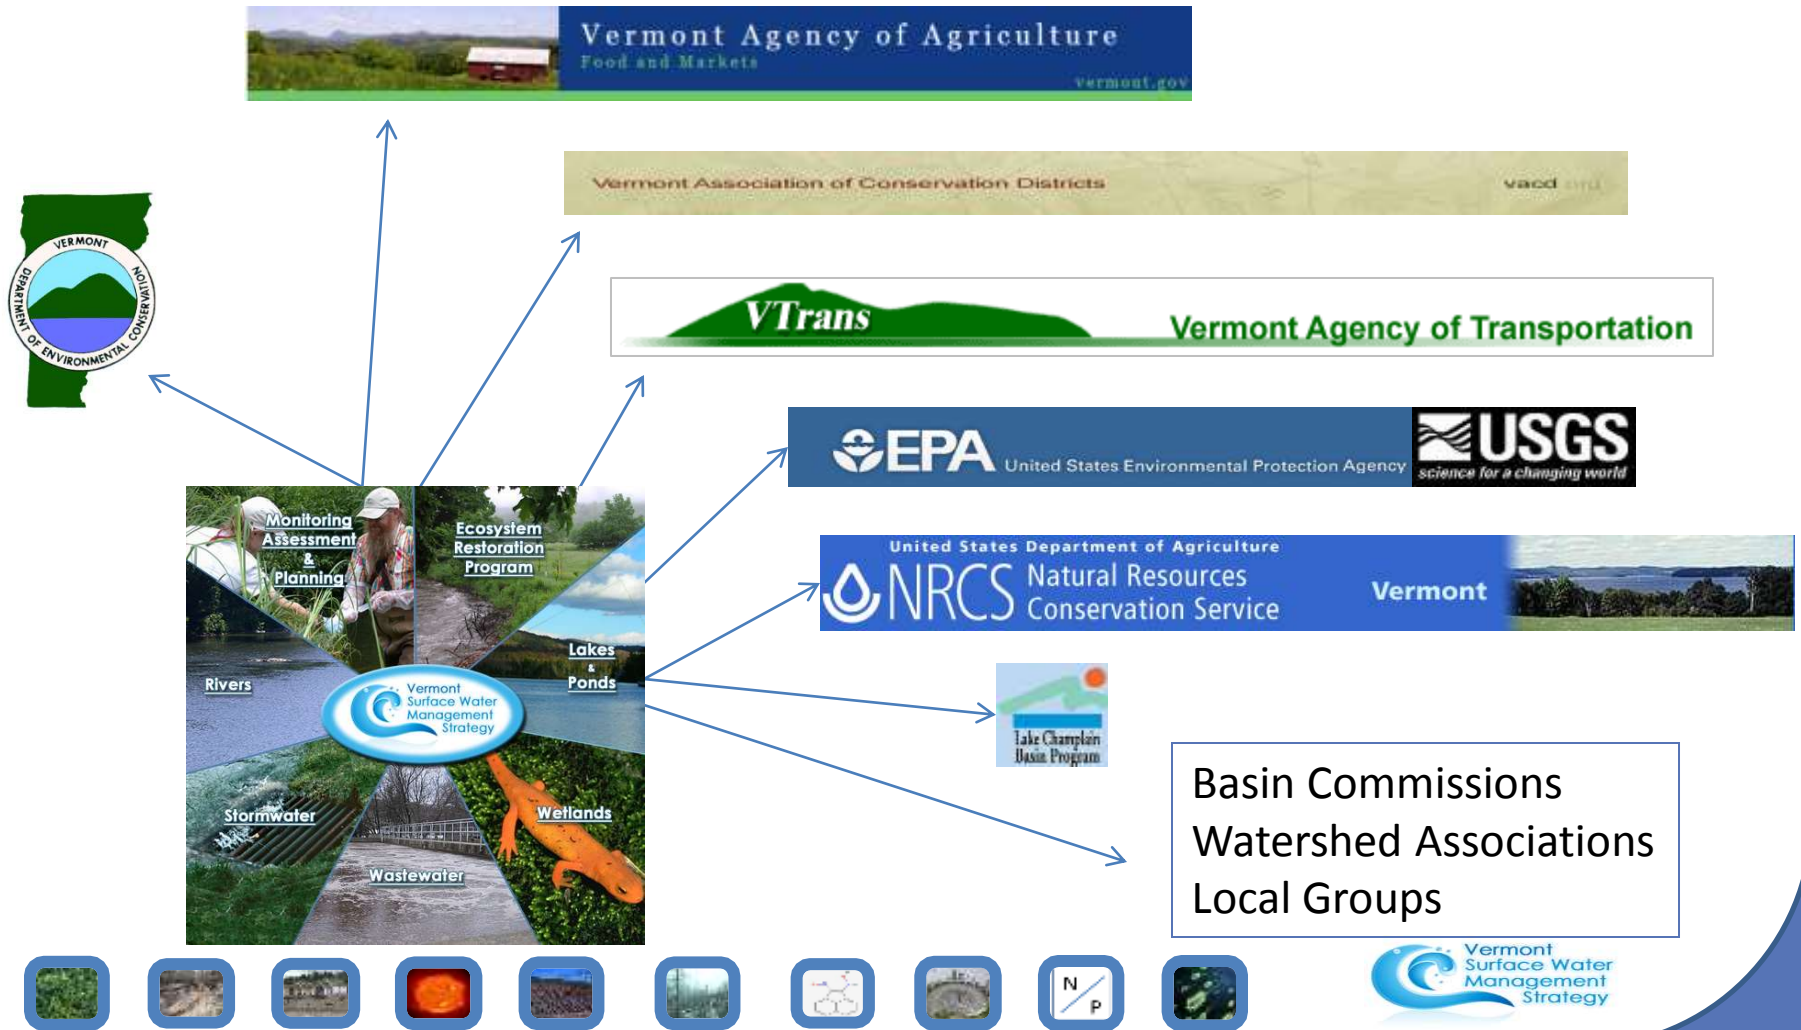 Vermont Agency of Agriculture
Food and Markets
vermont.gov
Vermont Association of Conservation Districts
vacd.org
VERMONT
DEPARTMENT OF ENVIRONMENTAL CONSERVATION
VTrans
Vermont Agency of Transportation
EPA United States Environmental Protection Agency
USGS
science for a changing world
United States Department of Agriculture
NRCS
Natural Resources
Conservation Service
Vermont
Monitoring
Assessment
&
Planning
Ecosystem
Restoration
Program
Lakes
&
Ponds
Rivers
Vermont
Surface Water
Management
Strategy
Stormwater
Wetlands
Wastewater
Lake Champlain
Basin Program
Basin Commissions
Watershed Associations
Local Groups
N
P
Vermont
Surface Water
Management
Strategy